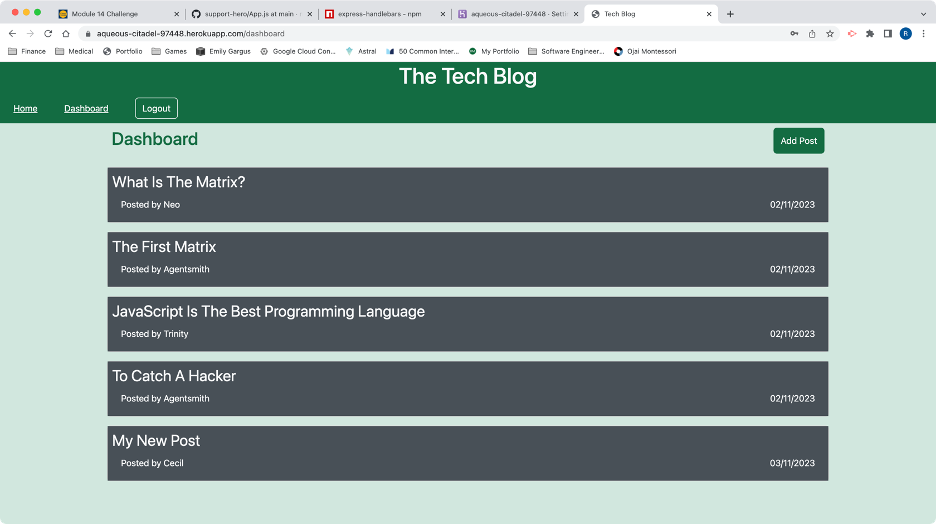 Module 14 Challenge
support-hero/App.js at main · r
express-handlebars - npm
aqueous-citadel-97448 · Setti
Tech Blog
aqueous-citadel-97448.herokuapp.com/dashboard
R
Finance
Medical
Portfolio
Games
Emily Gargus
Google Cloud Con...
Astral
50 Common Inter...
My Portfolio
Software Engineer...
Ojai Montessori
The Tech Blog
Home
Dashboard
Logout
Dashboard
Add Post
What Is The Matrix?
Posted by Neo
02/11/2023
The First Matrix
Posted by Agentsmith
02/11/2023
JavaScript Is The Best Programming Language
Posted by Trinity
02/11/2023
To Catch A Hacker
Posted by Agentsmith
02/11/2023
My New Post
Posted by Cecil
03/11/2023